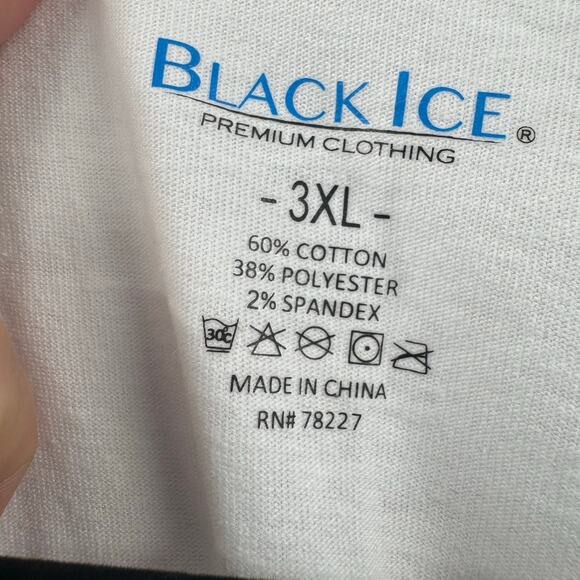 BLACK ICE®
PREMIUM CLOTHING
- 3XL -
60% COTTON
38% POLYESTER
2% SPANDEX
30°C
MADE IN CHINA
RN# 78227